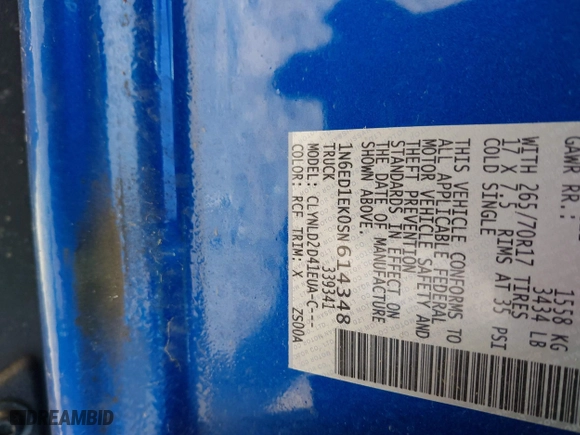 GAWR RR.: 1558 KG
3434 LB
WITH 265/70R17 TIRES
17 X 7.5 RIMS AT 35 PSI
COLD SINGLE
THIS VEHICLE CONFORMS TO
ALL APPLICABLE FEDERAL
MOTOR VEHICLE SAFETY AND
THEFT PREVENTION
STANDARDS IN EFFECT ON
THE DATE OF MANUFACTURE
SHOWN ABOVE.
1N6ED1EK0SN614348
TRUCK 339341
MODEL: CLYNLD2D41EUA-C---
COLOR: RCF TRIM: X ZS00A
DREAMBID